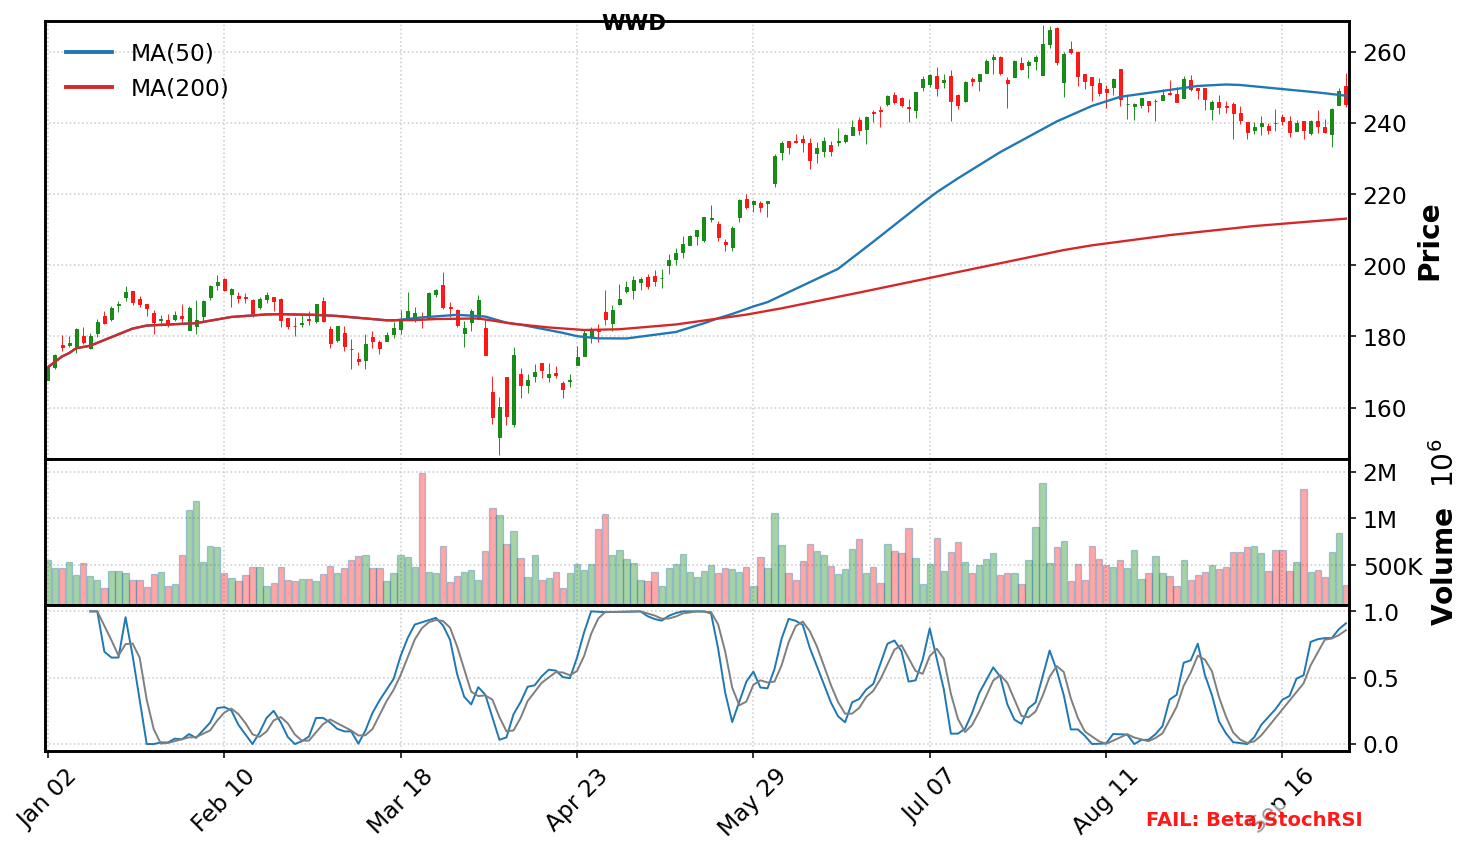 WWD
MA(50)
MA(200)
260
240
220
200
180
160
Price
2M
1M
500K
Volume 10⁶
1.0
0.5
0.0
Jan 02
Feb 10
Mar 18
Apr 23
May 29
Jul 07
Aug 11
Sep 16
FAIL: Beta,StochRSI